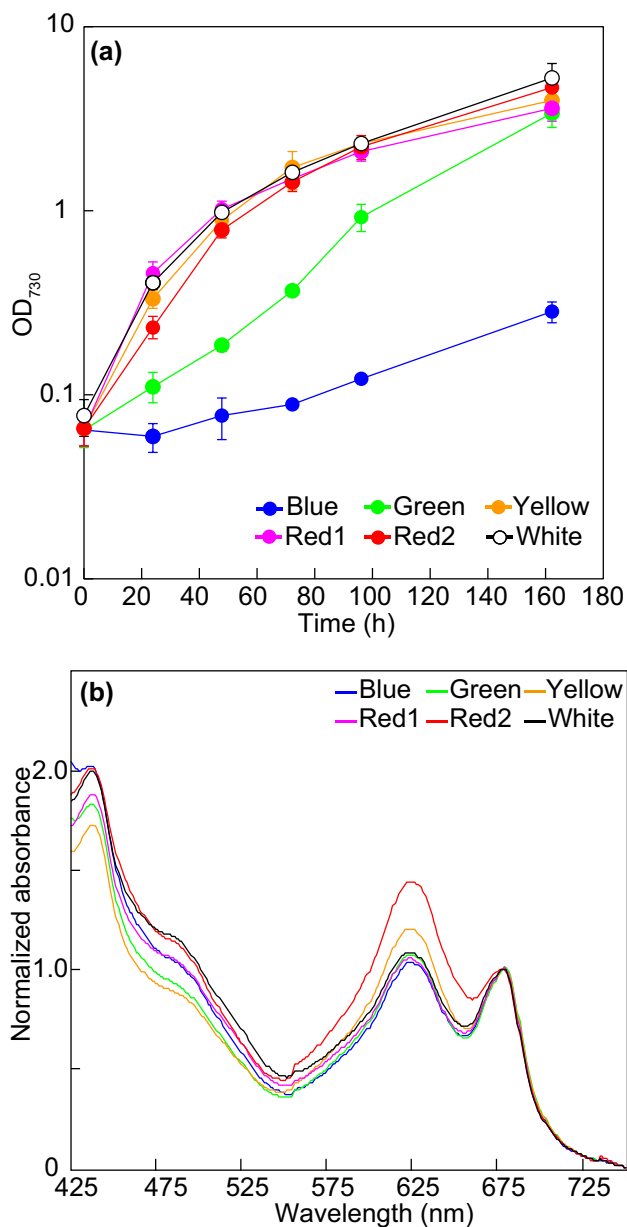 (a)
10
1
0.1
0.01
OD730
Blue Green Yellow
Red1 Red2 White
0 20 40 60 80 100 120 140 160 180
Time (h)
(b)
Blue Green Yellow
Red1 Red2 White
2.0
1.0
0
Normalized absorbance
425 475 525 575 625 675 725
Wavelength (nm)